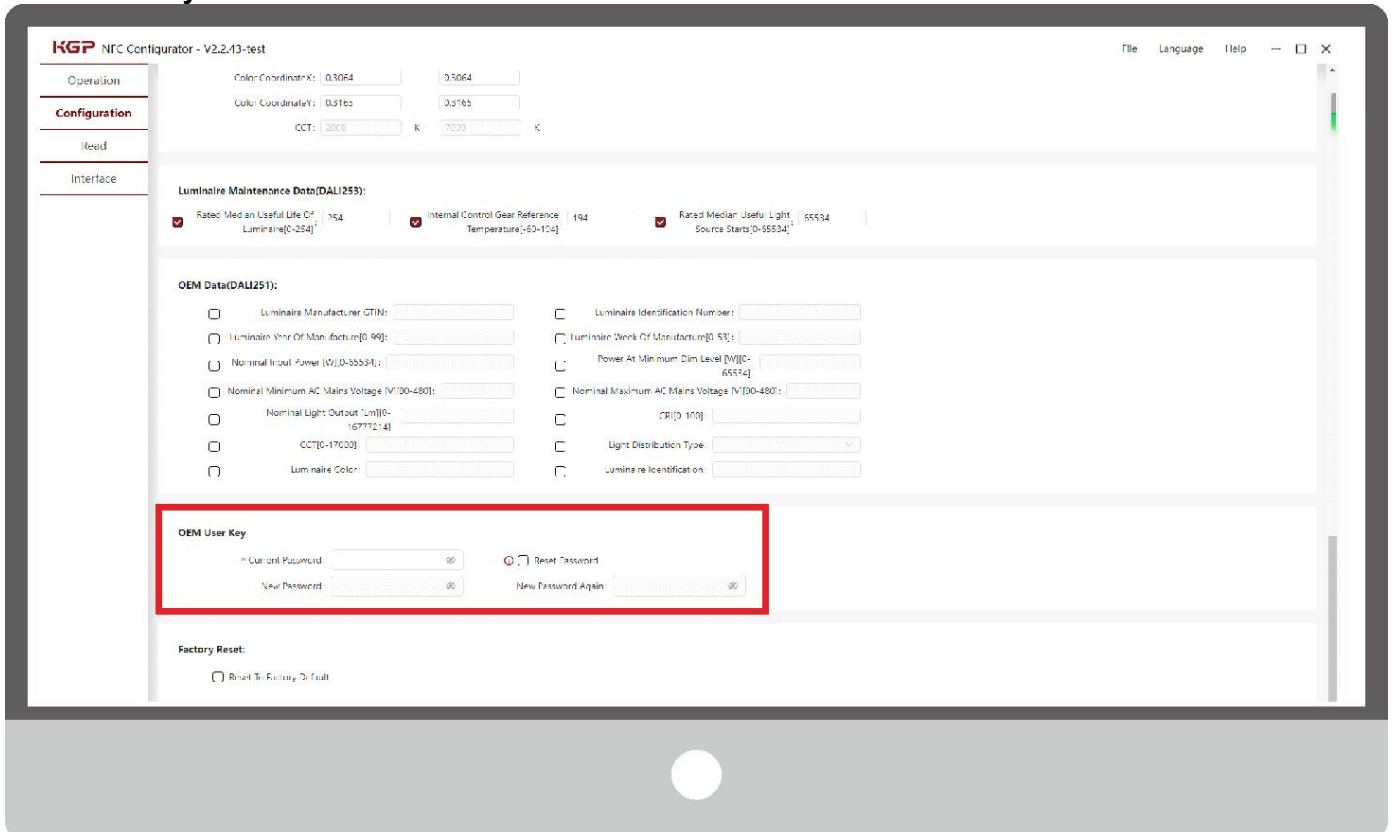 KGP NFC Configurator - V2.2.43-test File Language Help
Operation
Configuration
Read
Interface
Color CoordinateX: 0.3064 0.3064
Color CoordinateY: 0.3165 0.3165
CCT: 2000 K 7000 K
Luminaire Maintenance Data(DALI253):
Rated Median Useful Life Of Luminaire[0-254]: 254
Internal Control Gear Reference Temperature[-60-194]: 194
Rated Median Useful Light Source Starts[0-65534]: 65534
OEM Data(DALI251):
Luminaire Manufacturer GTIN: Luminaire Identification Number:
Luminaire Year Of Manufacture[0-99]: Luminaire Week Of Manufacture[0-53]:
Nominal Input Power [W][0-65534]: Power At Minimum Dim Level [W][0-65534]
Nominal Minimum AC Mains Voltage [V][90-480]: Nominal Maximum AC Mains Voltage [V][90-480]:
Nominal Light Output [Lm][0-16777214] CRI[0-100]:
CCT[0-17000]: Light Distribution Type:
Luminaire Color: Luminaire Identification:
OEM User Key
* Current Password: Reset Password
New Password: New Password Again:
Factory Reset:
Reset To Factory Default